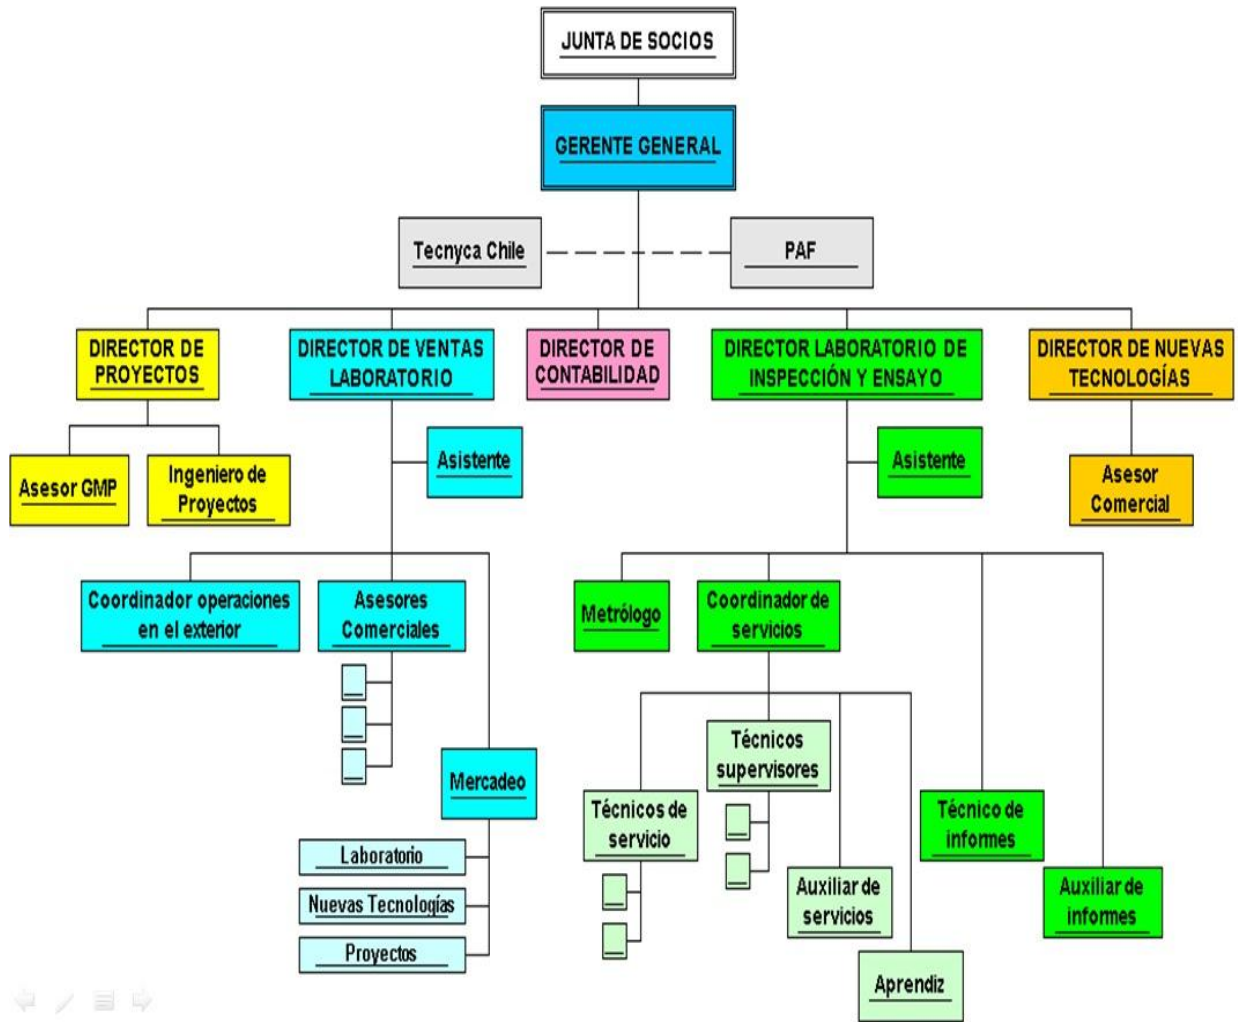 JUNTA DE SOCIOS
GERENTE GENERAL
Tecnyca Chile
PAF
DIRECTOR DE
PROYECTOS
DIRECTOR DE VENTAS
LABORATORIO
DIRECTOR DE
CONTABILIDAD
DIRECTOR LABORATORIO DE
INSPECCIÓN Y ENSAYO
DIRECTOR DE NUEVAS
TECNOLOGÍAS
Asesor GMP
Ingeniero de
Proyectos
Asistente
Asistente
Asesor
Comercial
Coordinador operaciones
en el exterior
Asesores
Comerciales
Metrólogo
Coordinador de
servicios
Mercadeo
Técnicos
supervisores
Técnicos de
servicio
Técnico de
informes
Laboratorio
Nuevas Tecnologías
Proyectos
Auxiliar de
servicios
Auxiliar de
informes
Aprendiz